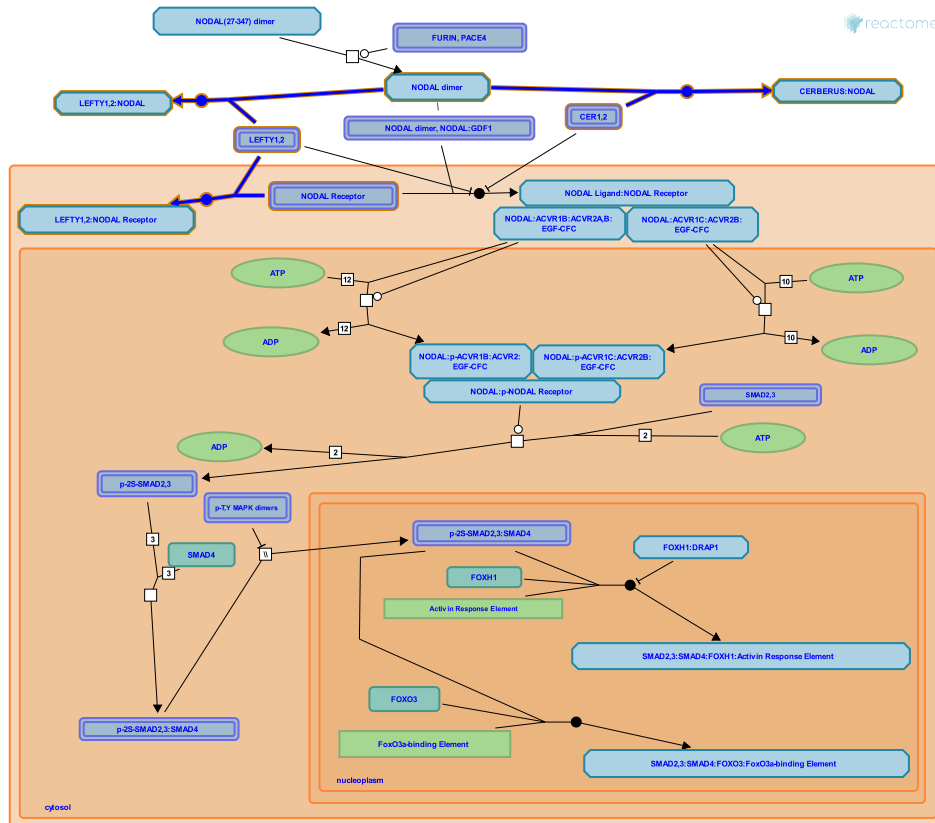 NODAL(27-347) dimer
reactome
FURIN, PACE4
NODAL dimer
LEFTY1,2:NODAL
CERBERUS:NODAL
CER1,2
NODAL dimer, NODAL:GDF1
LEFTY1,2
NODAL Receptor
NODAL Ligand:NODAL Receptor
LEFTY1,2:NODAL Receptor
NODAL:ACVR1B:ACVR2A,B:
EGF-CFC
NODAL:ACVR1C:ACVR2B:
EGF-CFC
ATP
12
10
ATP
12
ADP
10
ADP
NODAL:p-ACVR1B:ACVR2:
EGF-CFC
NODAL:p-ACVR1C:ACVR2B:
EGF-CFC
NODAL:p-NODAL Receptor
SMAD2,3
ADP
2
2
ATP
p-2S-SMAD2,3
p-T,Y MAPK dimers
3
SMAD4
3
\\
p-2S-SMAD2,3:SMAD4
FOXH1:DRAP1
FOXH1
Activin Response Element
SMAD2,3:SMAD4:FOXH1:Activin Response Element
FOXO3
p-2S-SMAD2,3:SMAD4
FoxO3a-binding Element
SMAD2,3:SMAD4:FOXO3:FoxO3a-binding Element
nucleoplasm
cytosol